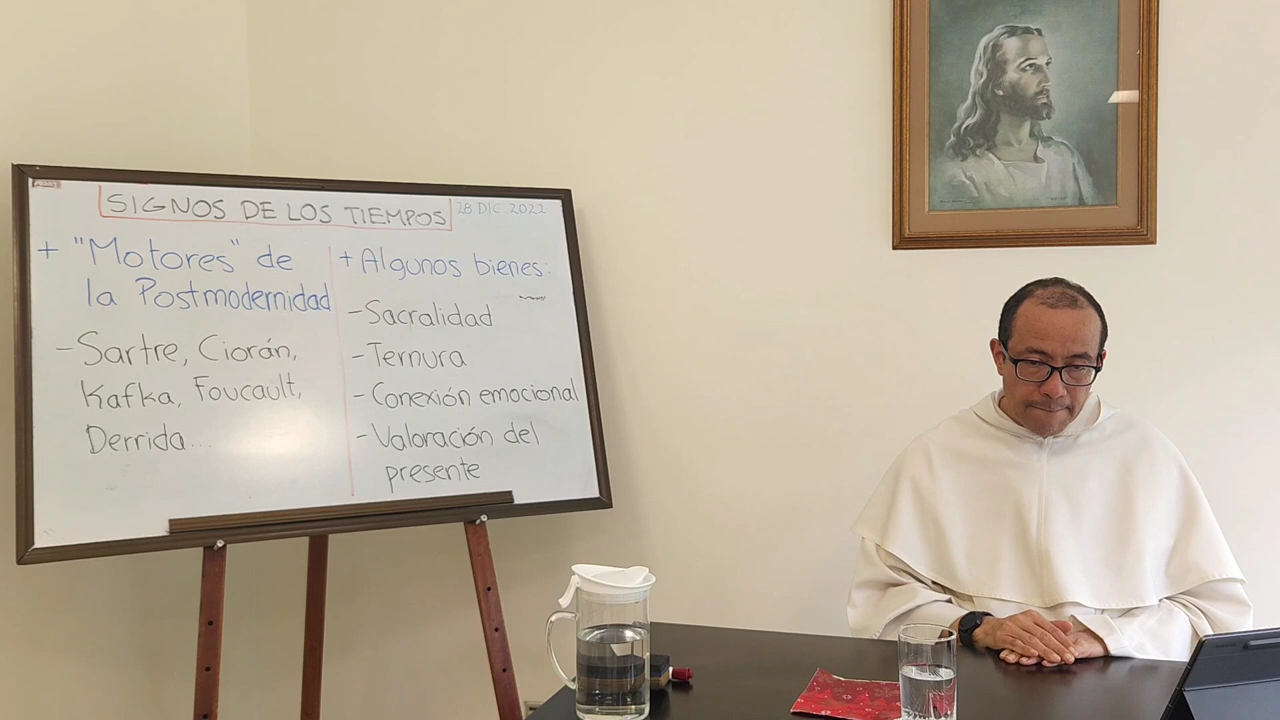 SIGNOS DE LOS TIEMPOS 28 DIC. 2022
+ "Motores" de
la Postmodernidad
- Sartre, Ciorán,
Kafka, Foucault,
Derrida...
+ Algunos bienes:
- Sacralidad
- Ternura
- Conexión emocional
- Valoración del
presente